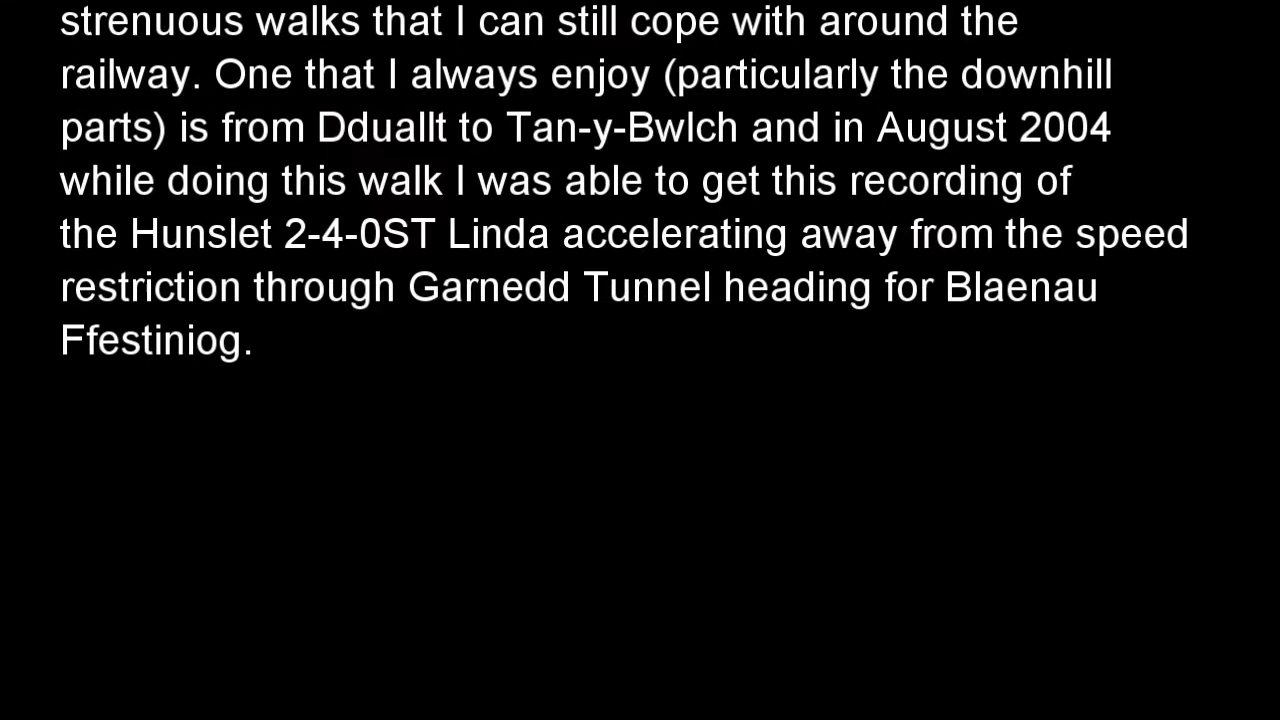 strenuous walks that I can still cope with around the
railway. One that I always enjoy (particularly the downhill
parts) is from Dduallt to Tan-y-Bwlch and in August 2004
while doing this walk I was able to get this recording of
the Hunslet 2-4-0ST Linda accelerating away from the speed
restriction through Garnedd Tunnel heading for Blaenau
Ffestiniog.